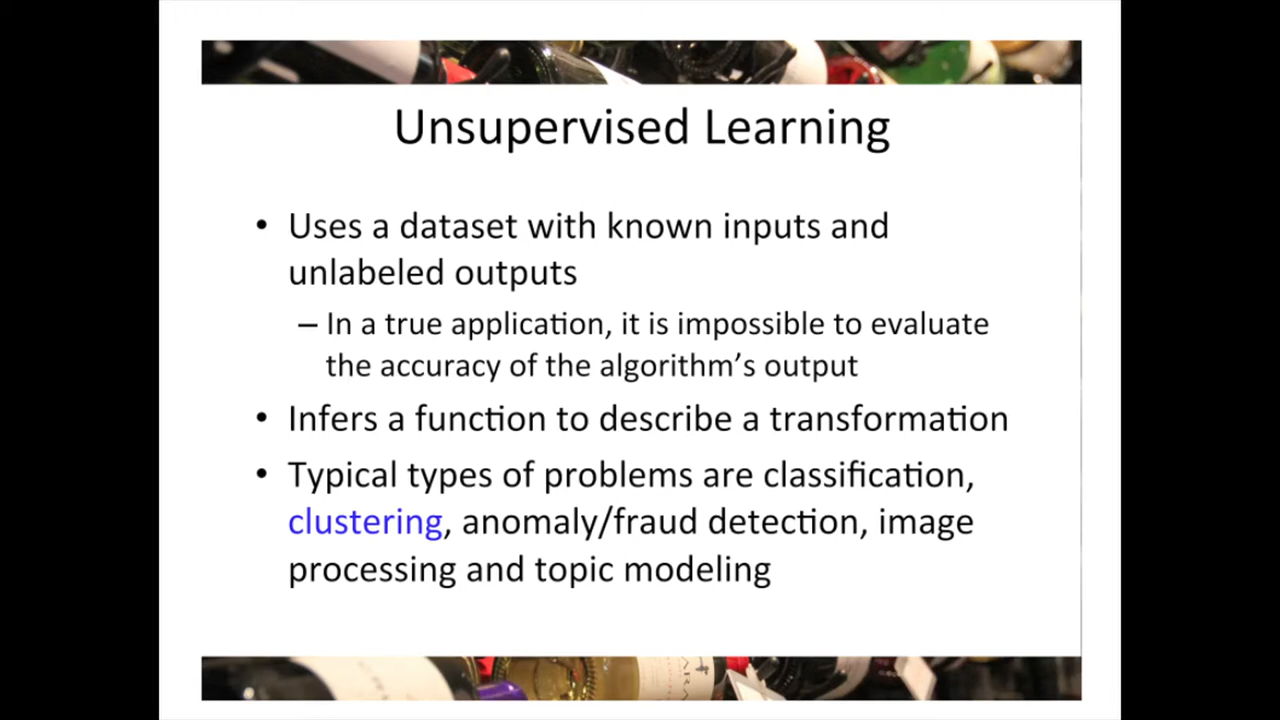 Unsupervised Learning
• Uses a dataset with known inputs and
unlabeled outputs
– In a true application, it is impossible to evaluate
the accuracy of the algorithm’s output
• Infers a function to describe a transformation
• Typical types of problems are classification,
clustering, anomaly/fraud detection, image
processing and topic modeling